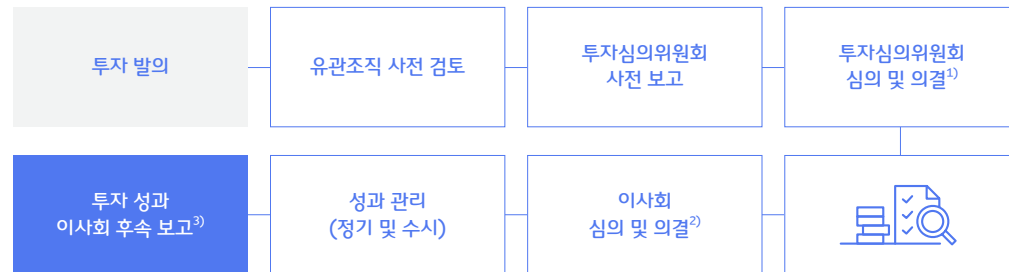 투자 발의
유관조직 사전 검토
투자심의위원회
사전 보고
투자심의위원회
심의 및 의결1)
투자 성과
이사회 후속 보고3)
성과 관리
(정기 및 수시)
이사회
심의 및 의결2)